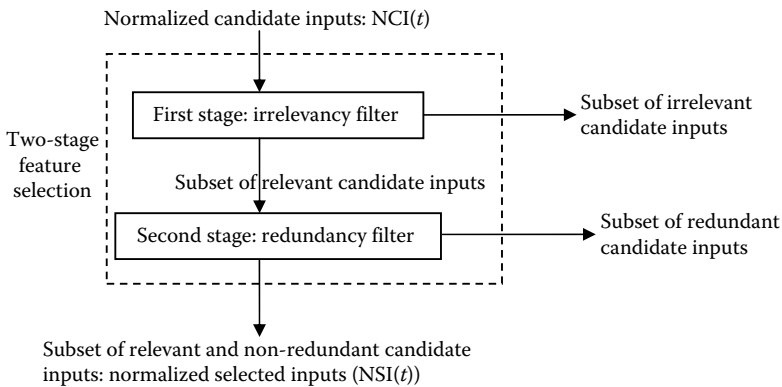 Normalized candidate inputs: NCI(t)
First stage: irrelevancy filter
Subset of irrelevant
candidate inputs
Two-stage
feature
selection
Subset of relevant candidate inputs
Second stage: redundancy filter
Subset of redundant
candidate inputs
Subset of relevant and non-redundant candidate
inputs: normalized selected inputs (NSI(t))